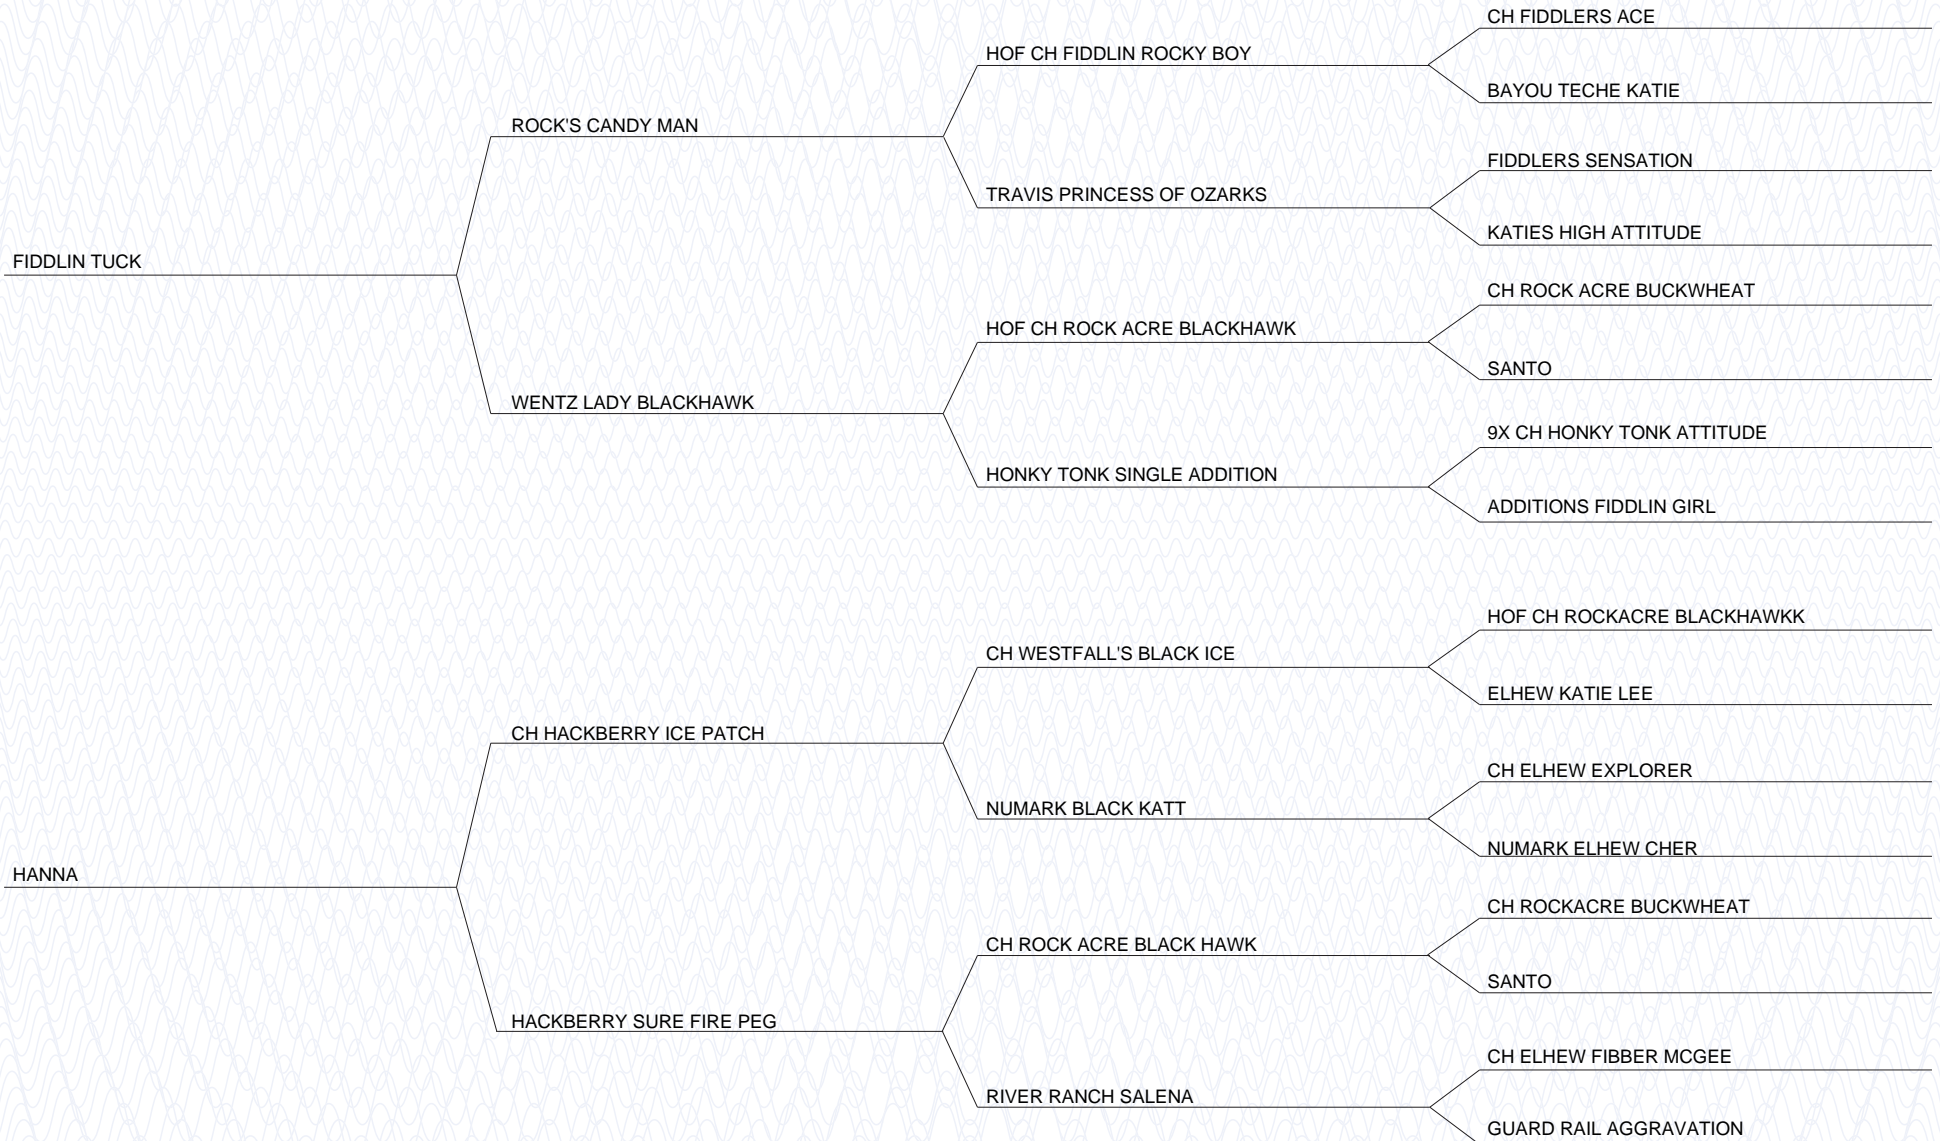 CH FIDDLERS ACE
HOF CH FIDDLIN ROCKY BOY
BAYOU TECHE KATIE
ROCK'S CANDY MAN
FIDDLERS SENSATION
TRAVIS PRINCESS OF OZARKS
KATIES HIGH ATTITUDE
FIDDLIN TUCK
CH ROCK ACRE BUCKWHEAT
HOF CH ROCK ACRE BLACKHAWK
SANTO
WENTZ LADY BLACKHAWK
9X CH HONKY TONK ATTITUDE
HONKY TONK SINGLE ADDITION
ADDITIONS FIDDLIN GIRL
HOF CH ROCKACRE BLACKHAWKK
CH WESTFALL'S BLACK ICE
ELHEW KATIE LEE
CH HACKBERRY ICE PATCH
CH ELHEW EXPLORER
NUMARK BLACK KATT
NUMARK ELHEW CHER
HANNA
CH ROCKACRE BUCKWHEAT
CH ROCK ACRE BLACK HAWK
SANTO
HACKBERRY SURE FIRE PEG
CH ELHEW FIBBER MCGEE
RIVER RANCH SALENA
GUARD RAIL AGGRAVATION